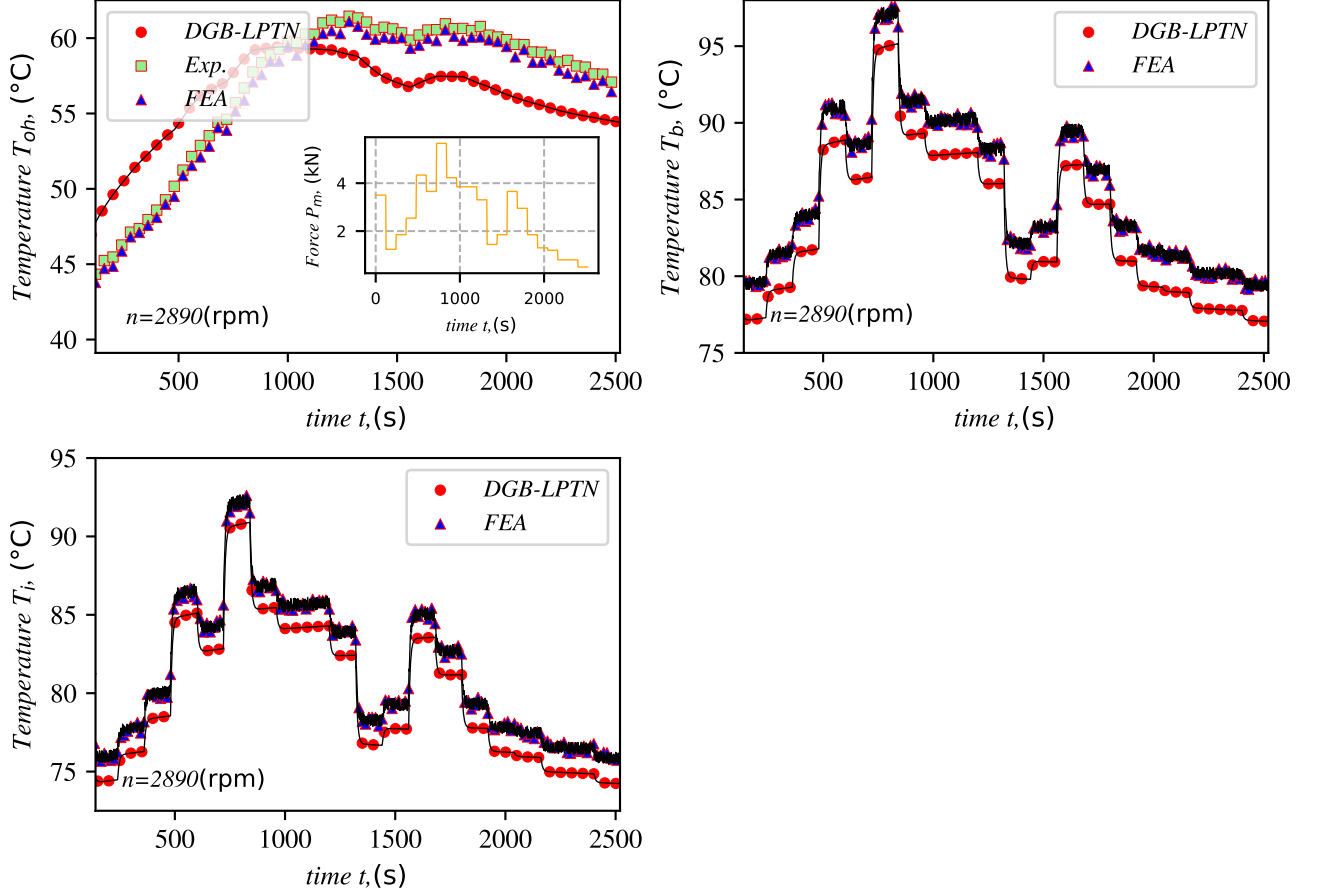 Temperature T_oh, (°C)
60
55
50
45
40
DGB-LPTN
Exp.
FEA
Force P_m, (kN)
4
2
0
1000
2000
time t,(s)
n=2890(rpm)
500
1000
1500
2000
2500
time t,(s)
Temperature T_b, (°C)
95
90
85
80
75
DGB-LPTN
FEA
n=2890(rpm)
500
1000
1500
2000
2500
time t,(s)
Temperature T_i, (°C)
95
90
85
80
75
DGB-LPTN
FEA
n=2890(rpm)
500
1000
1500
2000
2500
time t,(s)